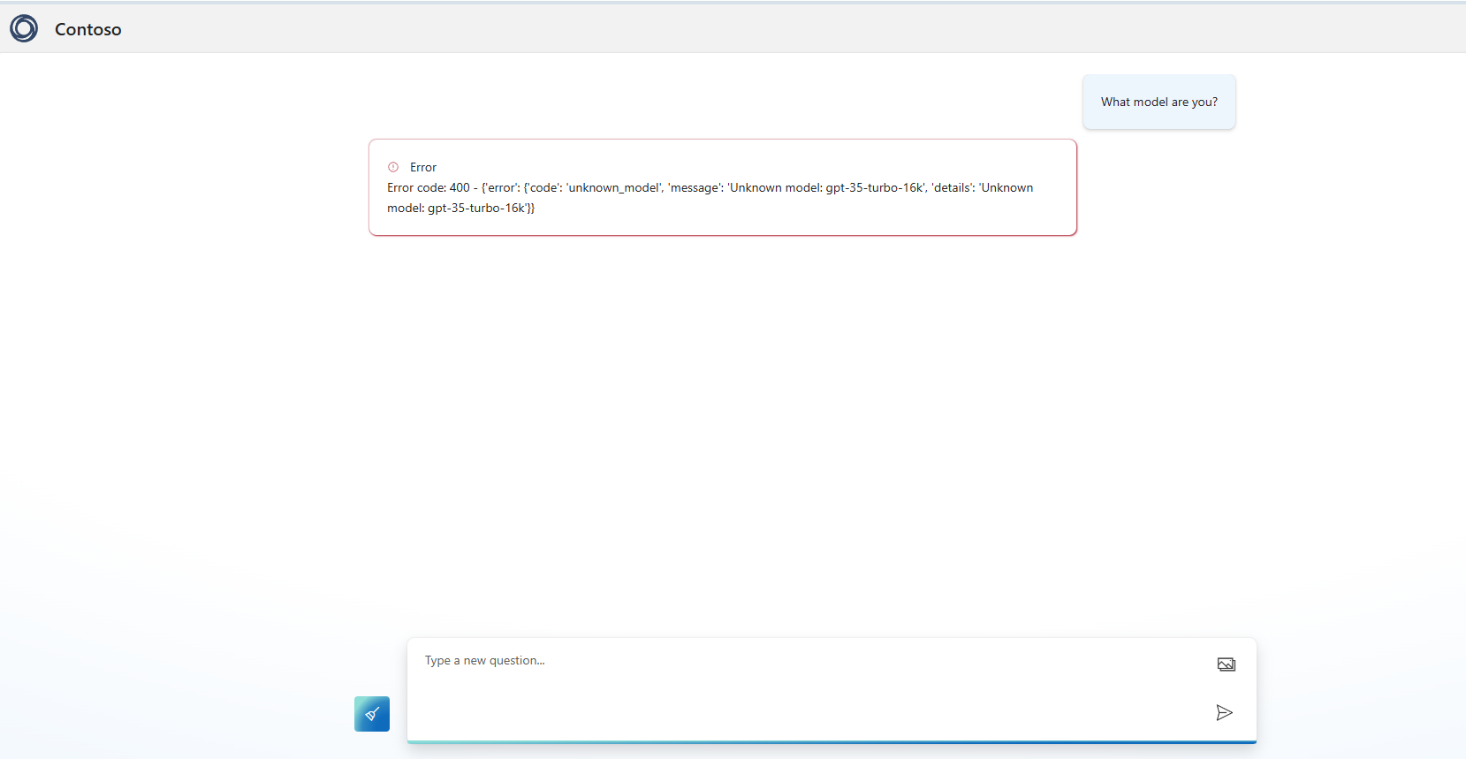 Contoso
What model are you?
Error
Error code: 400 - {'error': {'code': 'unknown_model', 'message': 'Unknown model: gpt-35-turbo-16k', 'details': 'Unknown
model: gpt-35-turbo-16k'}}
Type a new question...